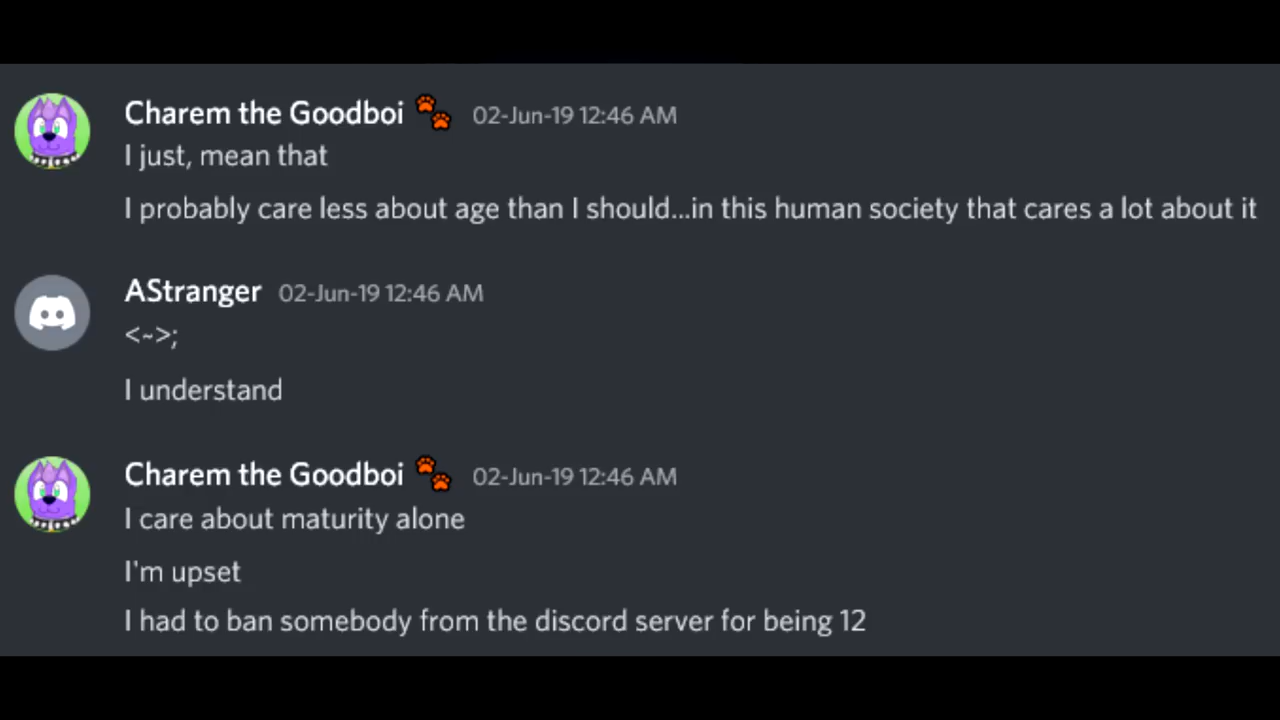 Charem the Goodboi 🐾 02-Jun-19 12:46 AM
I just, mean that
I probably care less about age than I should...in this human society that cares a lot about it
AStranger 02-Jun-19 12:46 AM
<~>;
I understand
Charem the Goodboi 🐾 02-Jun-19 12:46 AM
I care about maturity alone
I'm upset
I had to ban somebody from the discord server for being 12